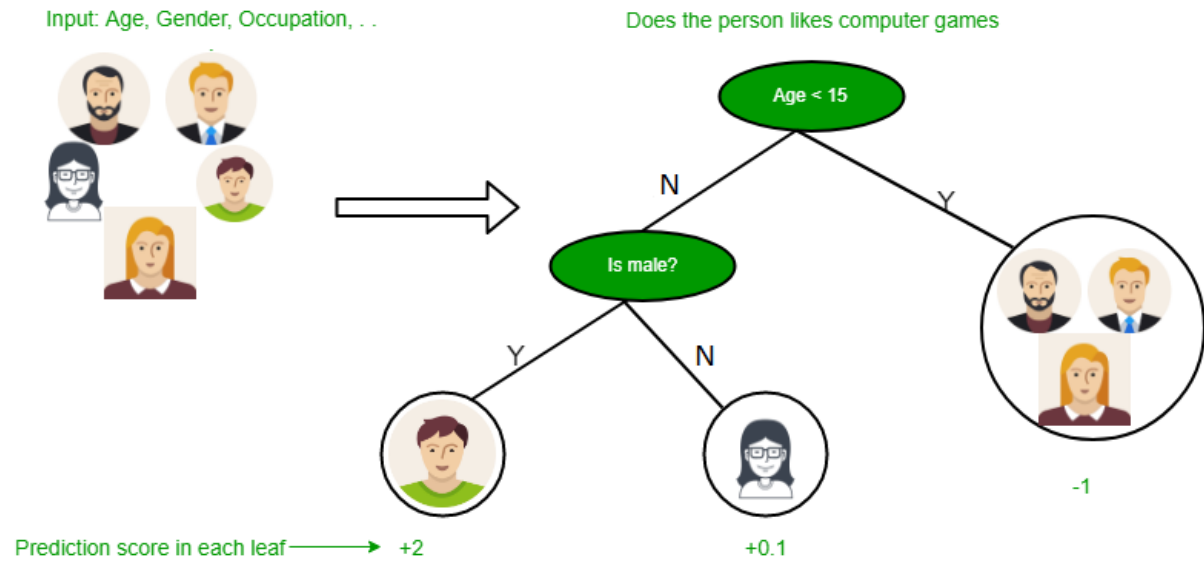 Input: Age, Gender, Occupation, . .
Does the person likes computer games
Age < 15
N
Y
Is male?
Y
N
-1
Prediction score in each leaf
+2
+0.1